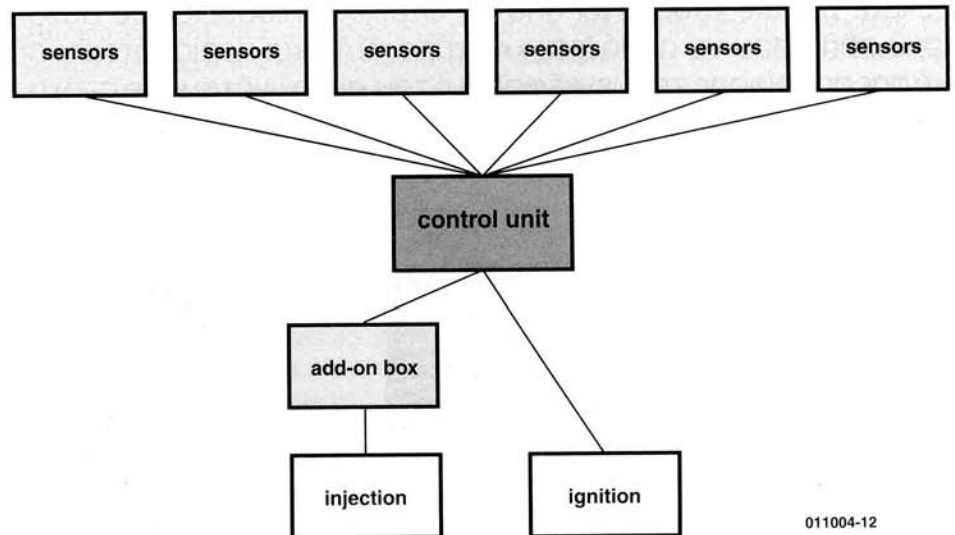 sensors sensors sensors sensors sensors sensors
control unit
add-on box
injection ignition
011004-12